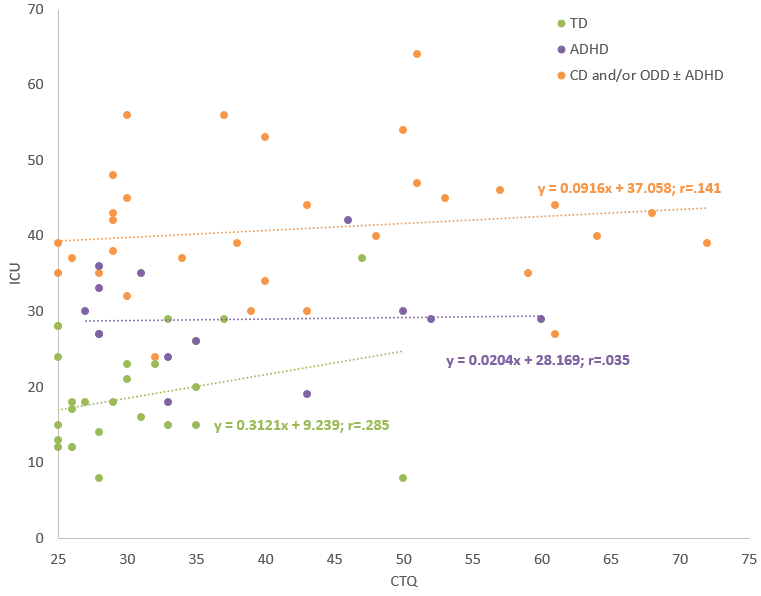 70
TD
ADHD
CD and/or ODD ± ADHD
60
50
y = 0.0916x + 37.058; r=.141
40
ICU
30
y = 0.0204x + 28.169; r=.035
20
y = 0.3121x + 9.239; r=.285
10
0
25 30 35 40 45 50 55 60 65 70 75
CTQ